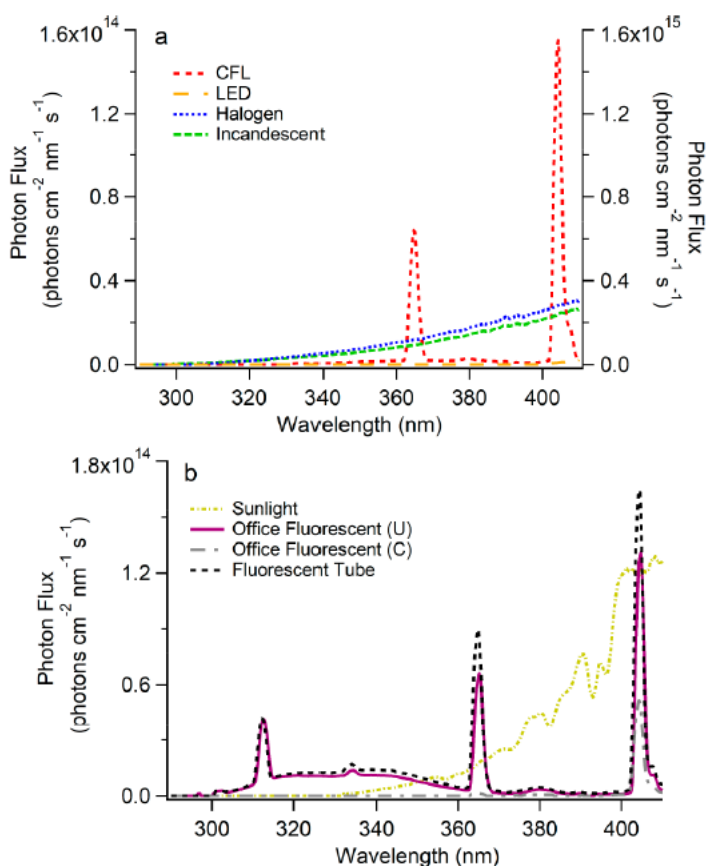 1.6x10^14
a
1.6x10^15
CFL
LED
Halogen
Incandescent
1.2
0.8
0.4
0.0
1.2
0.8
0.4
0.0
Photon Flux
(photons cm^-2 nm^-1 s^-1)
Photon Flux
(photons cm^-2 nm^-1 s^-1)
300 320 340 360 380 400
Wavelength (nm)
1.8x10^14
b
Sunlight
Office Fluorescent (U)
Office Fluorescent (C)
Fluorescent Tube
1.2
0.6
0.0
Photon Flux
(photons cm^-2 nm^-1 s^-1)
300 320 340 360 380 400
Wavelength (nm)